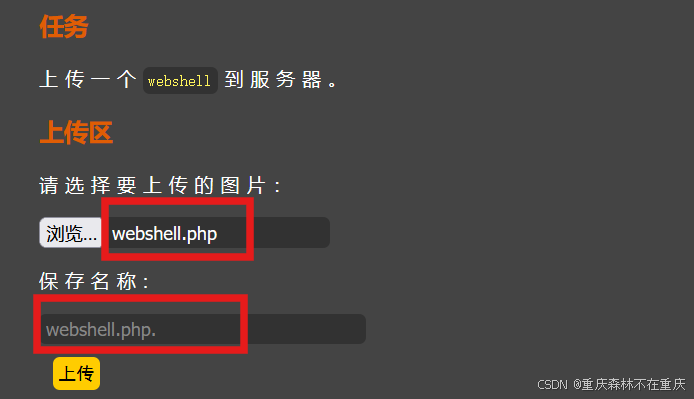 任务
上传一个 webshell 到服务器。
上传区
请选择要上传的图片：
浏览... webshell.php
保存名称：
webshell.php.
上传
CSDN @重庆森林不在重庆